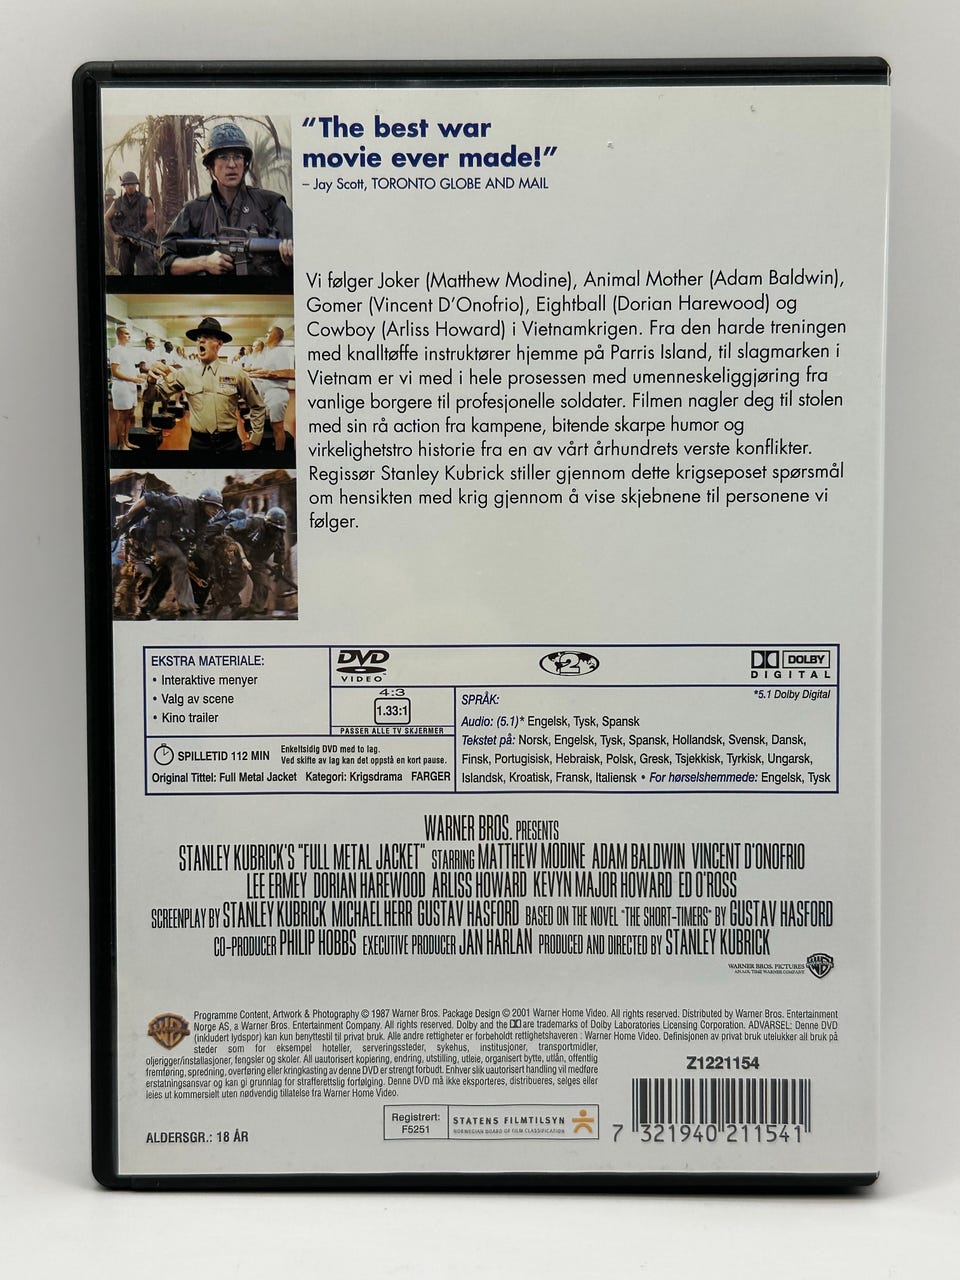 “The best war
movie ever made!”
– Jay Scott, TORONTO GLOBE AND MAIL
Vi følger Joker (Matthew Modine), Animal Mother (Adam Baldwin),
Gomer (Vincent D’Onofrio), Eightball (Dorian Harewood) og
Cowboy (Arliss Howard) i Vietnamkrigen. Fra den harde treningen
med knalltøffe instruktører hjemme på Parris Island, til slagmarken i
Vietnam er vi med i hele prosessen med umenneskeliggjøring fra
vanlige borgere til profesjonelle soldater. Filmen nagler deg til stolen
med sin rå action fra kampene, bitende skarpe humor og
virkelighetstro historie fra en av vårt århundrets verste konflikter.
Regissør Stanley Kubrick stiller gjennom dette krigseposet spørsmål
om hensikten med krig gjennom å vise skjebnene til personene vi
følger.
EKSTRA MATERIALE:
• Interaktive menyer
• Valg av scene
• Kino trailer
DVD
VIDEO
2
DOLBY
DIGITAL
*5.1 Dolby Digital
4:3
1.33:1
PASSER ALLE TV SKJERMER
SPRÅK:
Audio: (5.1)* Engelsk, Tysk, Spansk
Tekstet på: Norsk, Engelsk, Tysk, Spansk, Hollandsk, Svensk, Dansk,
Finsk, Portugisisk, Hebraisk, Polsk, Gresk, Tsjekkisk, Tyrkisk, Ungarsk,
Islandsk, Kroatisk, Fransk, Italiensk • For hørselshemmede: Engelsk, Tysk
SPILLETID 112 MIN
Enkeltsidig DVD med to lag.
Ved skifte av lag kan det oppstå en kort pause.
Original Tittel: Full Metal Jacket Kategori: Krigsdrama FARGER
WARNER BROS. PRESENTS
STANLEY KUBRICK'S "FULL METAL JACKET" STARRING MATTHEW MODINE ADAM BALDWIN VINCENT D'ONOFRIO
LEE ERMEY DORIAN HAREWOOD ARLISS HOWARD KEVYN MAJOR HOWARD ED O'ROSS
SCREENPLAY BY STANLEY KUBRICK MICHAEL HERR GUSTAV HASFORD BASED ON THE NOVEL "THE SHORT-TIMERS" BY GUSTAV HASFORD
CO-PRODUCER PHILIP HOBBS EXECUTIVE PRODUCER JAN HARLAN PRODUCED AND DIRECTED BY STANLEY KUBRICK
WARNER BROS. PICTURES
AN AOL TIME WARNER COMPANY
Programme Content, Artwork & Photography © 1987 Warner Bros. Package Design © 2001 Warner Home Video. All rights reserved. Distributed by Warner Bros. Entertainment
Norge AS, a Warner Bros. Entertainment Company. All rights reserved. Dolby and the are trademarks of Dolby Laboratories Licensing Corporation. ADVARSEL: Denne DVD
(inkludert lydspor) kan kun benyttestil til privat bruk. Alle andre rettigheter er forbeholdt rettighetshaveren : Warner Home Video. Definisjonen av privat bruk utelukker all bruk på
steder som for eksempel hoteller, serveringssteder, sykehus, institusjoner, transportmidler,
oljerigger/installasjoner, fengsler og skoler. All uautorisert kopiering, endring, utstilling, utleie, organisert bytte, utlån, offentlig
fremføring, spredning, overføring eller kringkasting av denne DVD er strengt forbudt. Enhver slik uautorisert handling vil medføre
erstatningsansvar og kan gi grunnlag for strafferettslig forfølging. Denne DVD må ikke eksporteres, distribueres, selges eller
leies ut kommersielt uten nødvendig tillatelse fra Warner Home Video.
Z1221154
Registrert:
F5251
STATENS FILMTILSYN
NORWEGIAN BOARD OF FILM CLASSIFICATION
ALDERSGR.: 18 ÅR
7 321940 211541